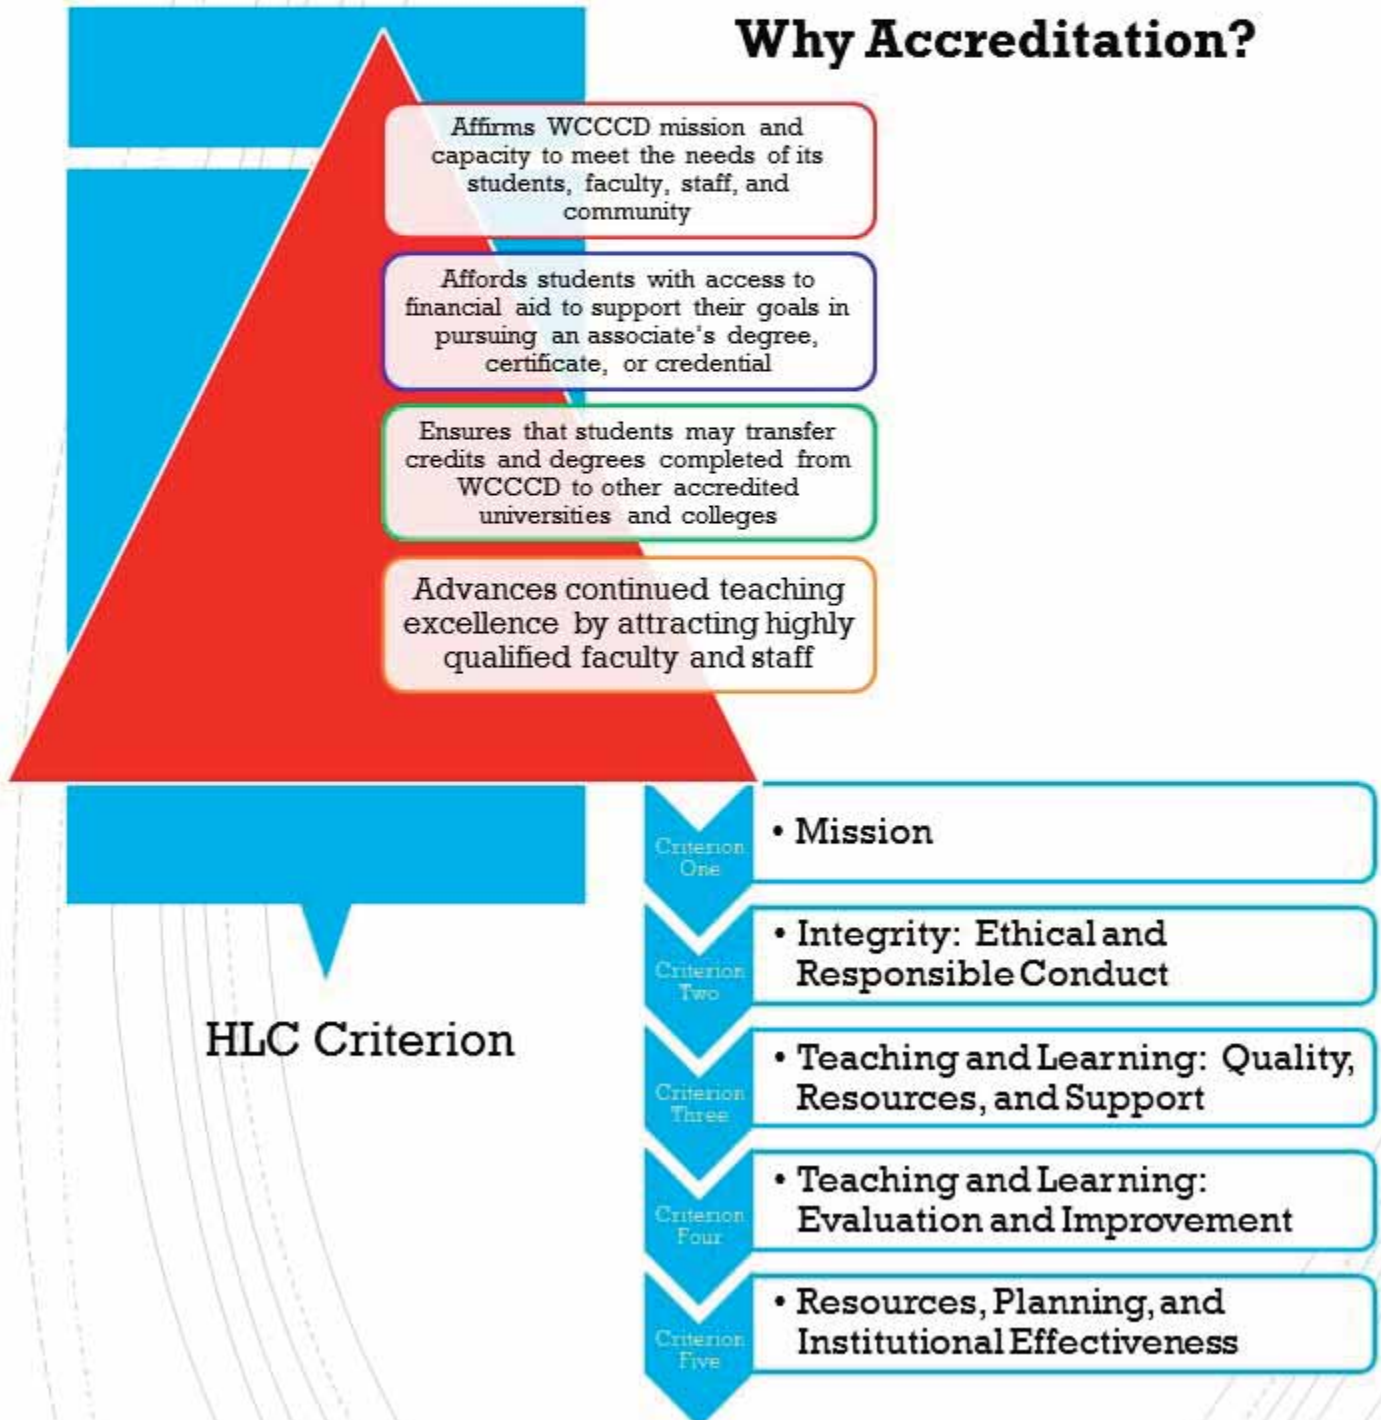 Why Accreditation?
Affirms WCCCD mission and
capacity to meet the needs of its
students, faculty, staff, and
community
Affords students with access to
financial aid to support their goals in
pursuing an associate's degree,
certificate, or credential
Ensures that students may transfer
credits and degrees completed from
WCCCD to other accredited
universities and colleges
Advances continued teaching
excellence by attracting highly
qualified faculty and staff
HLC Criterion
Criterion
One
• Mission
Criterion
Two
• Integrity: Ethical and
Responsible Conduct
Criterion
Three
• Teaching and Learning: Quality,
Resources, and Support
Criterion
Four
• Teaching and Learning:
Evaluation and Improvement
Criterion
Five
• Resources, Planning, and
Institutional Effectiveness